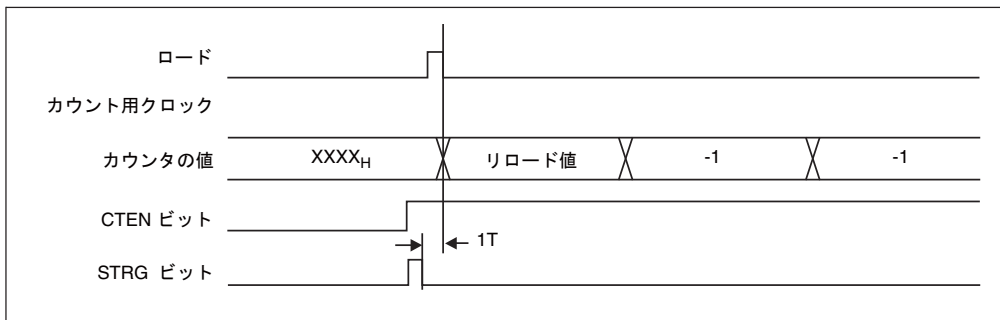 ロード
カウント用クロック
カウンタの値 XXXXH リロード値 -1 -1
CTEN ビット
1T
STRG ビット